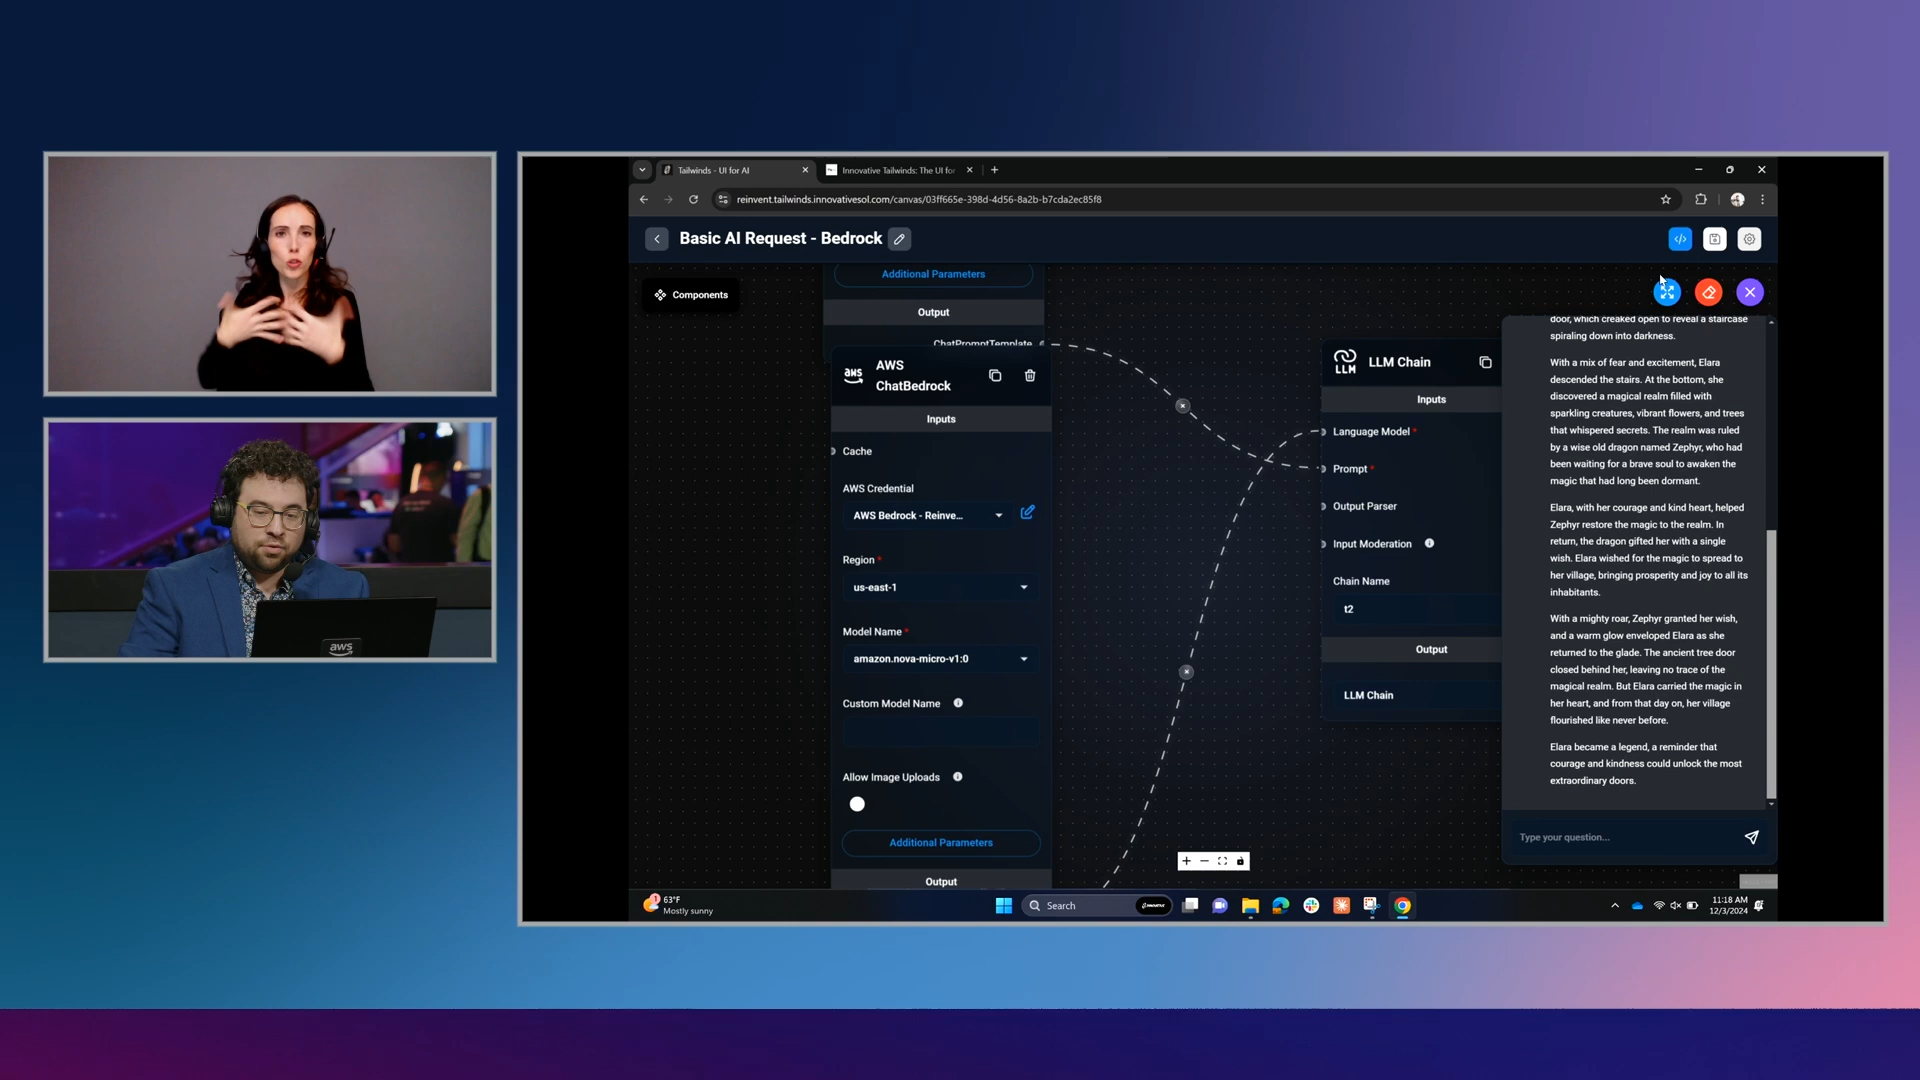 Tailwinds - UI for AI
Innovative Tailwinds: The UI for
reinvent.tailwinds.innovativesol.com/canvas/03ff665e-398d-4d56-8a2b-b7cda2ec85f8
Basic AI Request - Bedrock
Components
Additional Parameters
Output
ChatPromptTemplate
aws
AWS
ChatBedrock
Inputs
Cache
AWS Credential
AWS Bedrock - Reinve...
Region *
us-east-1
Model Name *
amazon.nova-micro-v1:0
Custom Model Name
Allow Image Uploads
Additional Parameters
Output
LLM
LLM Chain
Inputs
Language Model *
Prompt *
Output Parser
Input Moderation
Chain Name
t2
Output
LLM Chain
door, which creaked open to reveal a staircase
spiraling down into darkness.
With a mix of fear and excitement, Elara
descended the stairs. At the bottom, she
discovered a magical realm filled with
sparkling creatures, vibrant flowers, and trees
that whispered secrets. The realm was ruled
by a wise old dragon named Zephyr, who had
been waiting for a brave soul to awaken the
magic that had long been dormant.
Elara, with her courage and kind heart, helped
Zephyr restore the magic to the realm. In
return, the dragon gifted her with a single
wish. Elara wished for the magic to spread to
her village, bringing prosperity and joy to all its
inhabitants.
With a mighty roar, Zephyr granted her wish,
and a warm glow enveloped Elara as she
returned to the glade. The ancient tree door
closed behind her, leaving no trace of the
magical realm. But Elara carried the magic in
her heart, and from that day on, her village
flourished like never before.
Elara became a legend, a reminder that
courage and kindness could unlock the most
extraordinary doors.
Type your question...
63°F
Mostly sunny
Search
11:18 AM
12/3/2024
aws